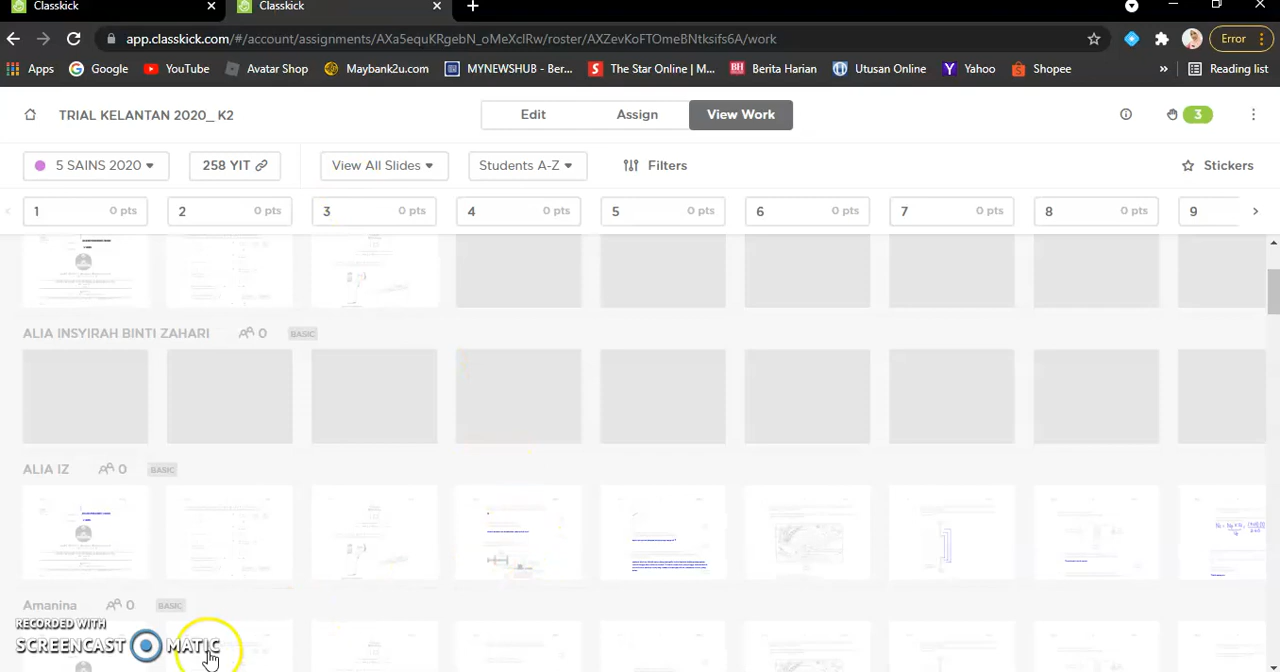 Classkick
Classkick
app.classkick.com/#/account/assignments/AXa5equKRgebN_oMeXclRw/roster/AXZevKoFTOmeBNtksifs6A/work
Error
Apps Google YouTube Avatar Shop Maybank2u.com MYNEWSHUB - Ber... The Star Online | M... Berita Harian Utusan Online Yahoo Shopee » Reading list
TRIAL KELANTAN 2020_ K2 Edit Assign View Work 3
5 SAINS 2020 258 YIT View All Slides Students A-Z Filters Stickers
1 0 pts 2 0 pts 3 0 pts 4 0 pts 5 0 pts 6 0 pts 7 0 pts 8 0 pts 9
ALIA INSYIRAH BINTI ZAHARI 0 BASIC
ALIA IZ 0 BASIC
Amanina 0 BASIC
RECORDED WITH
SCREENCAST MATIC